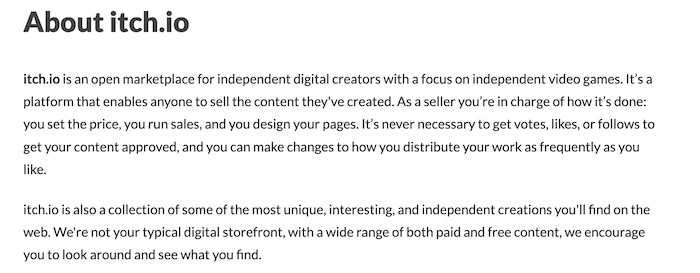 About itch.io
itch.io is an open marketplace for independent digital creators with a focus on independent video games. It’s a
platform that enables anyone to sell the content they've created. As a seller you’re in charge of how it’s done:
you set the price, you run sales, and you design your pages. It’s never necessary to get votes, likes, or follows to
get your content approved, and you can make changes to how you distribute your work as frequently as you
like.
itch.io is also a collection of some of the most unique, interesting, and independent creations you'll find on the
web. We're not your typical digital storefront, with a wide range of both paid and free content, we encourage
you to look around and see what you find.